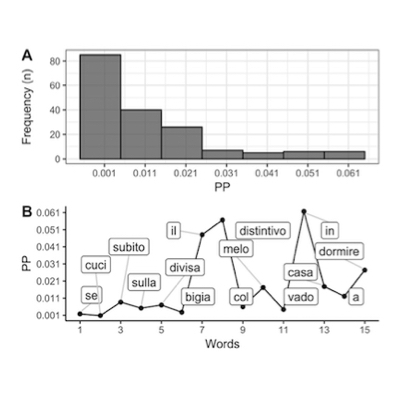 A
Frequency (n)
80
60
40
20
0
0.001 0.011 0.021 0.031 0.041 0.051 0.061
PP
B
PP
0.061
0.051
0.041
0.031
0.021
0.011
0.001
se
cuci
subito
sulla
divisa
bigia
il
melo
col
distintivo
vado
in
casa
a
dormire
1 3 5 7 9 11 13 15
Words